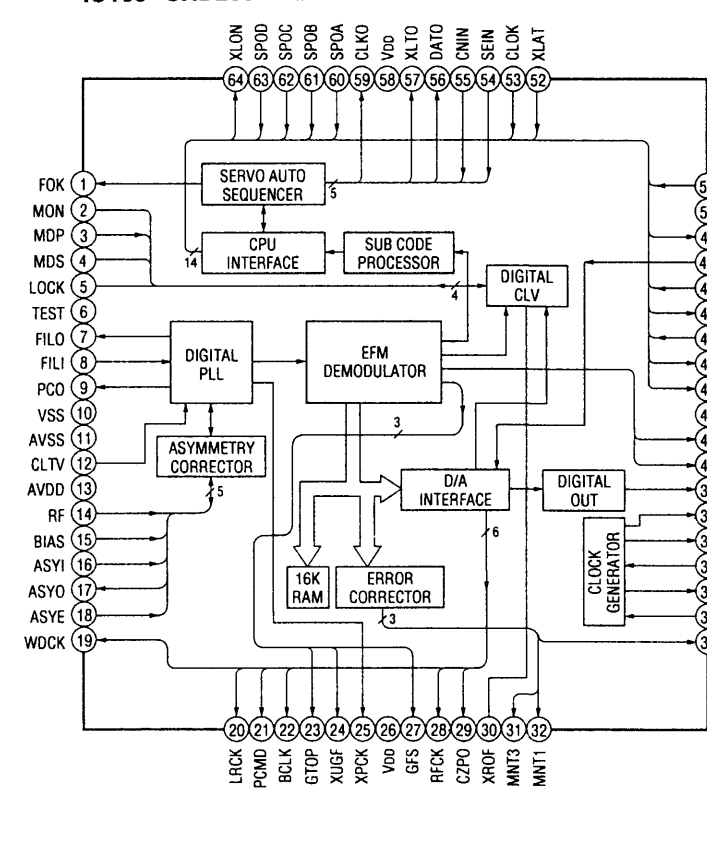 XLON
SPOD
SPOC
SPOB
SPOA
CLKO
VDD
XLTO
DATO
CNIN
SEIN
CLOK
XLAT
64 63 62 61 60 59 58 57 56 55 54 53 52
FOK 1
MON 2
MDP 3
MDS 4
LOCK 5
TEST 6
FILO 7
FILI 8
PCO 9
VSS 10
AVSS 11
CLTV 12
AVDD 13
RF 14
BIAS 15
ASYI 16
ASYO 17
ASYE 18
WDCK 19
SERVO AUTO
SEQUENCER
5
CPU
INTERFACE
14
SUB CODE
PROCESSOR
DIGITAL
CLV
4
DIGITAL
PLL
EFM
DEMODULATOR
3
ASYMMETRY
CORRECTOR
5
D/A
INTERFACE
6
DIGITAL
OUT
CLOCK
GENERATOR
16K
RAM
ERROR
CORRECTOR
3
20 21 22 23 24 25 26 27 28 29 30 31 32
LRCK
PCMD
BCLK
GTOP
XUGF
XPCK
VDD
GFS
RFCK
CZPO
XROF
MNT3
MNT1